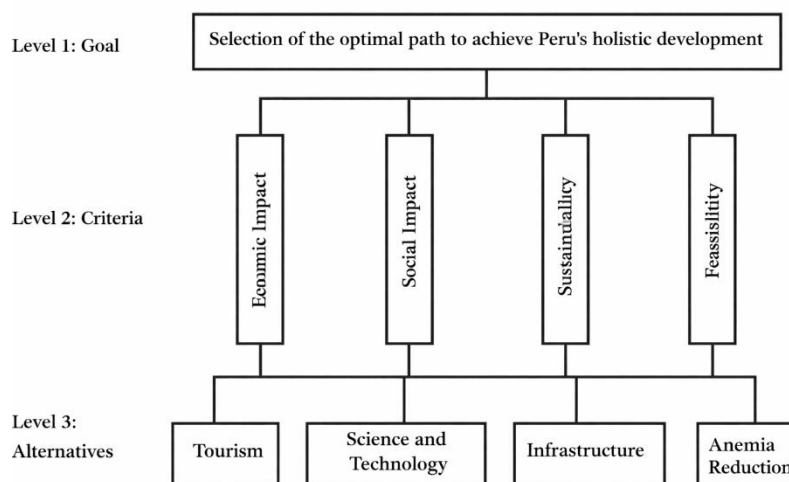 Level 1: Goal
Selection of the optimal path to achieve Peru's holistic development
Level 2: Criteria
Ecoumic Impact
Social Impact
Sustaindallicy
Feassislitity
Level 3:
Alternatives
Tourism
Science and
Technology
Infrastructure
Anemia
Reduction